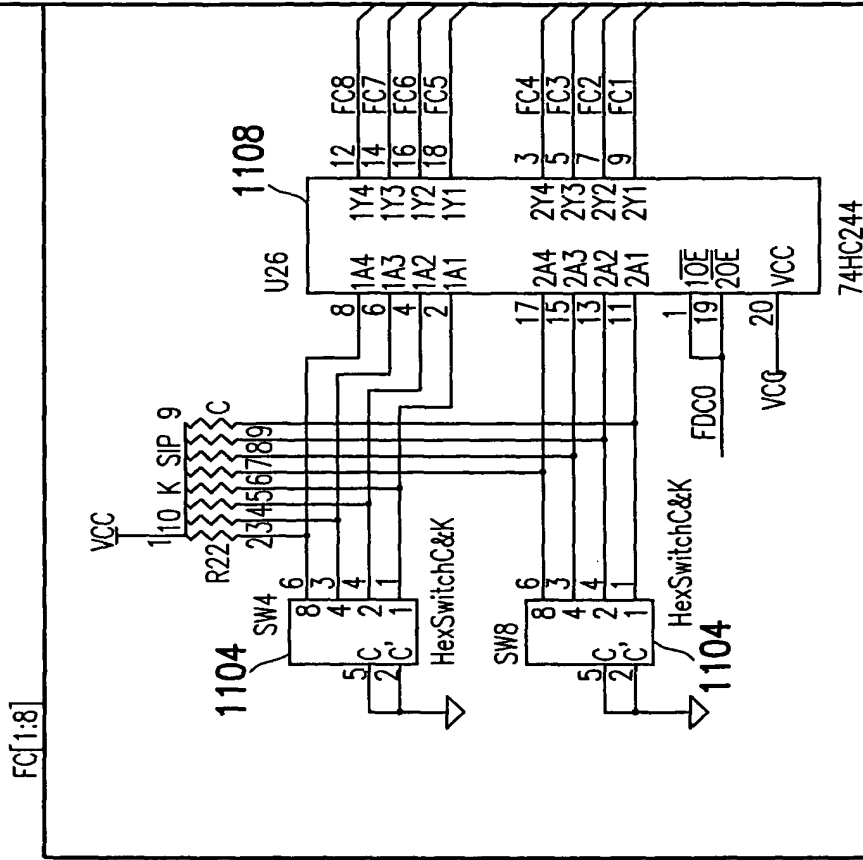 FC[1:8]
VCC
1 10 K SIP 9
R22 C
2 3 4 5 6 7 8 9
1104
SW4
8 6
4 3
2 4
1 1
C 5
C' 2
HexSwitchC&K
SW8
8 6
4 3
2 4
1 1
C 5
C' 2
HexSwitchC&K
1104
1108
U26
8 1A4 1Y4 12 FC8
6 1A3 1Y3 14 FC7
4 1A2 1Y2 16 FC6
2 1A1 1Y1 18 FC5
17 2A4 2Y4 3 FC4
15 2A3 2Y3 5 FC3
13 2A2 2Y2 7 FC2
11 2A1 2Y1 9 FC1
1 1OE
19 2OE
FDC0
20 VCC
VCC
74HC244